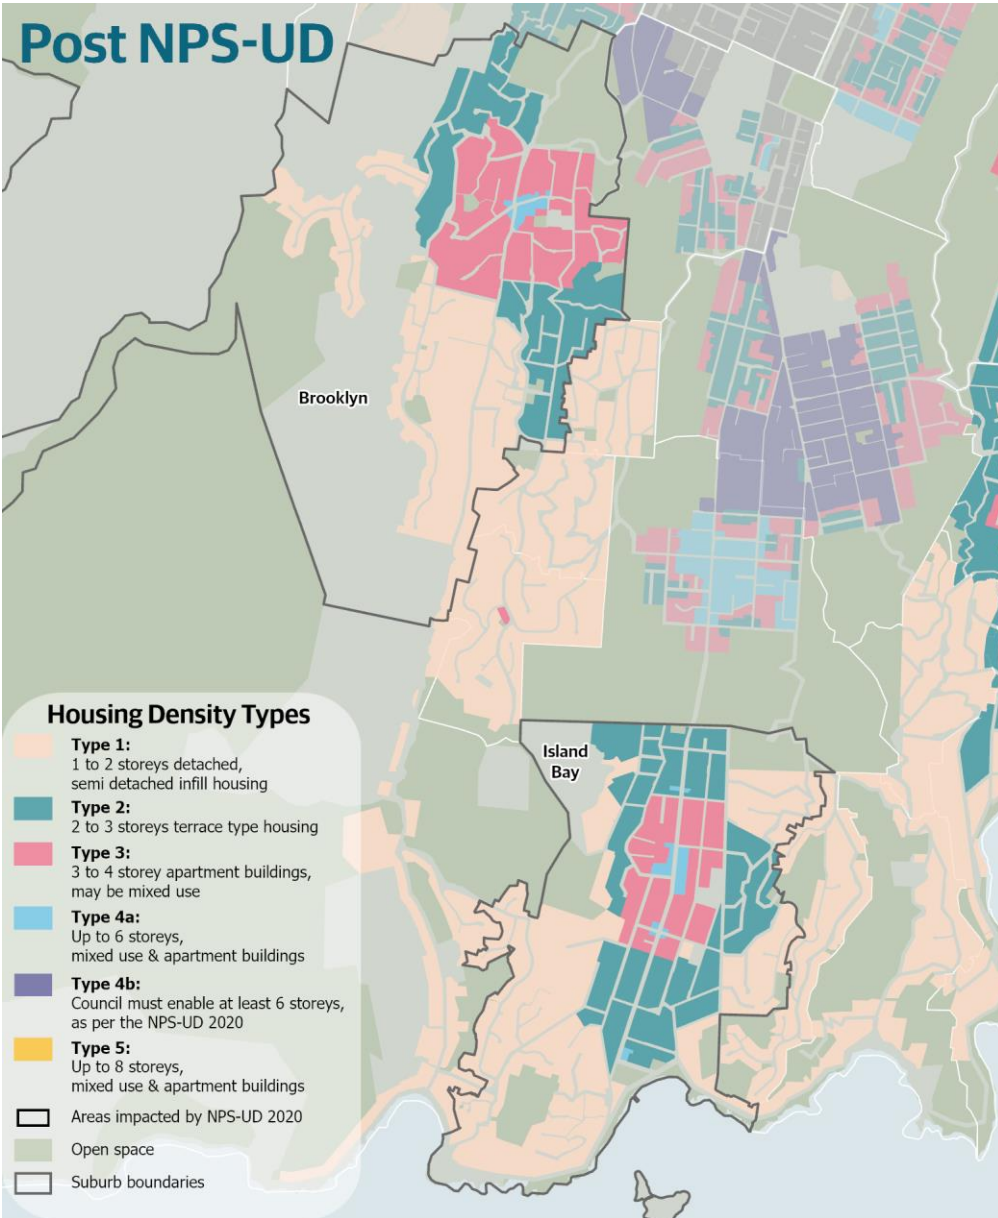 Post NPS-UD
Brooklyn
Island
Bay
Housing Density Types
Type 1:
1 to 2 storeys detached,
semi detached infill housing
Type 2:
2 to 3 storeys terrace type housing
Type 3:
3 to 4 storey apartment buildings,
may be mixed use
Type 4a:
Up to 6 storeys,
mixed use & apartment buildings
Type 4b:
Council must enable at least 6 storeys,
as per the NPS-UD 2020
Type 5:
Up to 8 storeys,
mixed use & apartment buildings
Areas impacted by NPS-UD 2020
Open space
Suburb boundaries